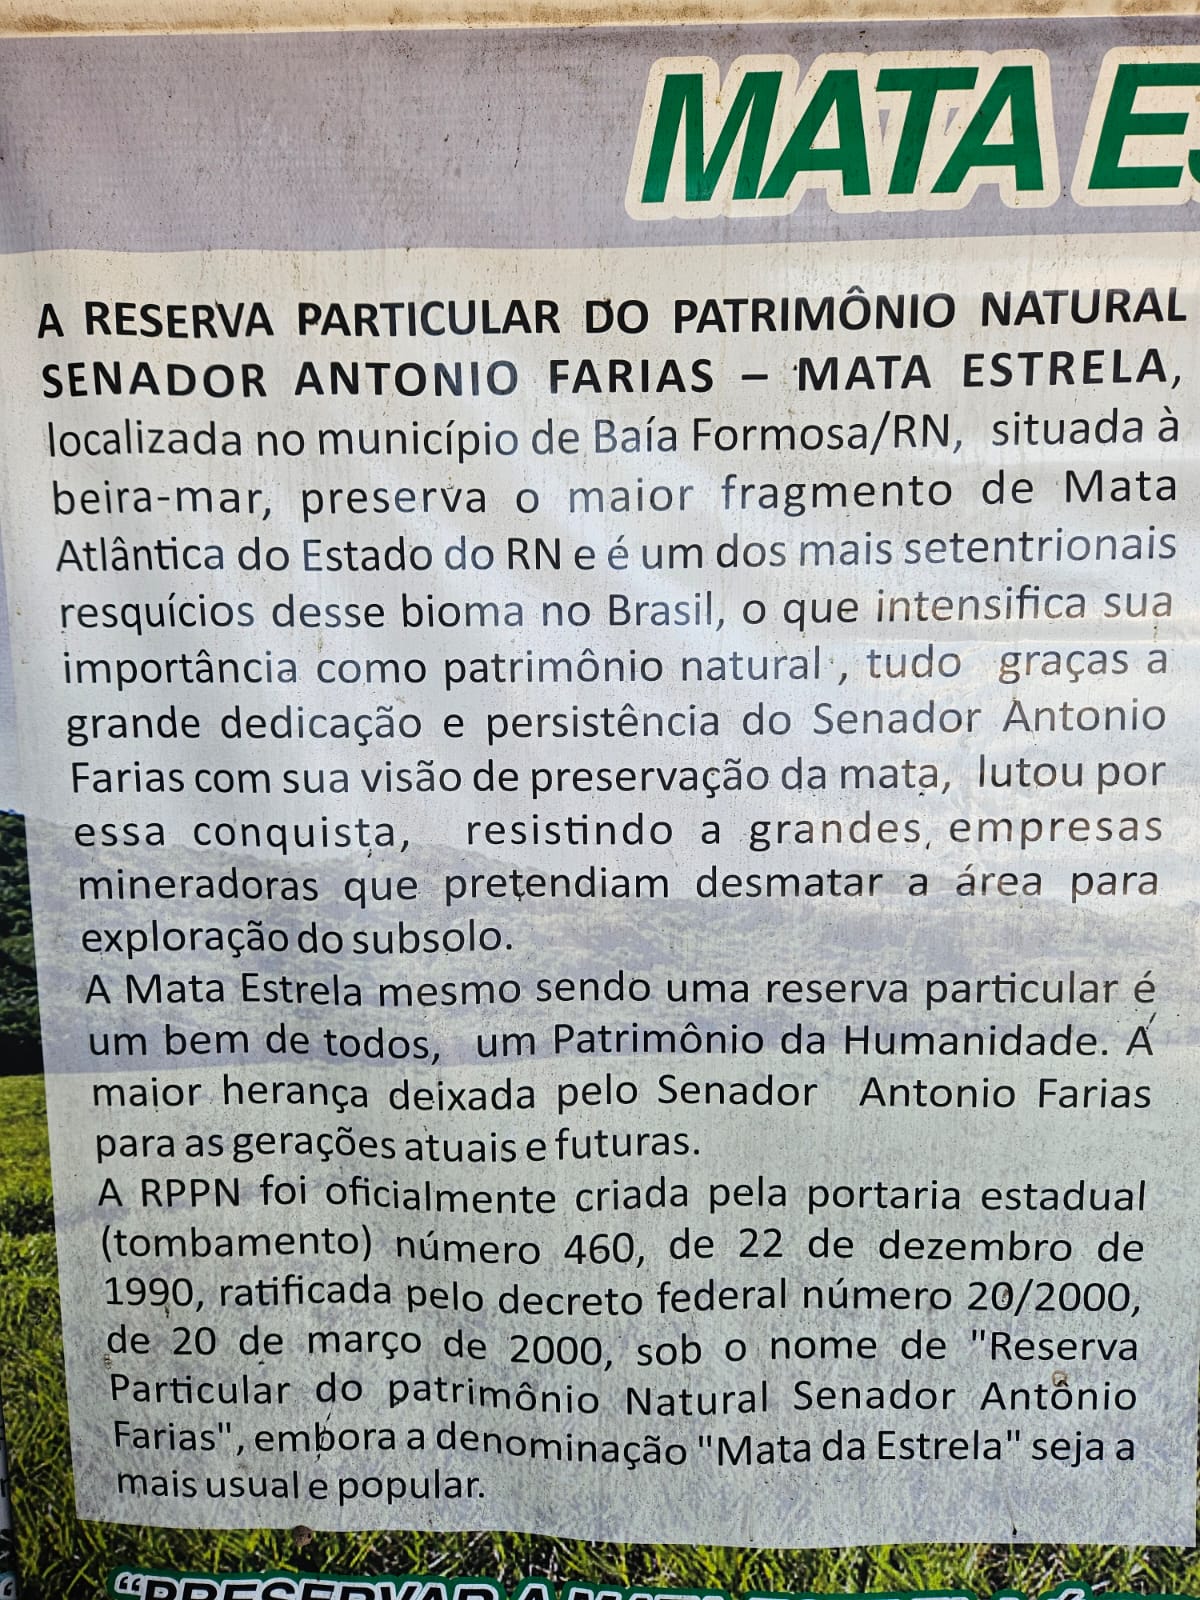 MATA E
A RESERVA PARTICULAR DO PATRIMÔNIO NATURAL
SENADOR ANTONIO FARIAS – MATA ESTRELA,
localizada no município de Baía Formosa/RN, situada à
beira-mar, preserva o maior fragmento de Mata
Atlântica do Estado do RN e é um dos mais setentrionais
resquícios desse bioma no Brasil, o que intensifica sua
importância como patrimônio natural , tudo graças a
grande dedicação e persistência do Senador Antonio
Farias com sua visão de preservação da mata, lutou por
essa conquista, resistindo a grandes empresas
mineradoras que pretendiam desmatar a área para
exploração do subsolo.
A Mata Estrela mesmo sendo uma reserva particular é
um bem de todos, um Patrimônio da Humanidade. A
maior herança deixada pelo Senador Antonio Farias
para as gerações atuais e futuras.
A RPPN foi oficialmente criada pela portaria estadual
(tombamento) número 460, de 22 de dezembro de
1990, ratificada pelo decreto federal número 20/2000,
de 20 de março de 2000, sob o nome de "Reserva
Particular do patrimônio Natural Senador Antônio
Farias", embora a denominação "Mata da Estrela" seja a
mais usual e popular.
“PRESERVAR A MATA